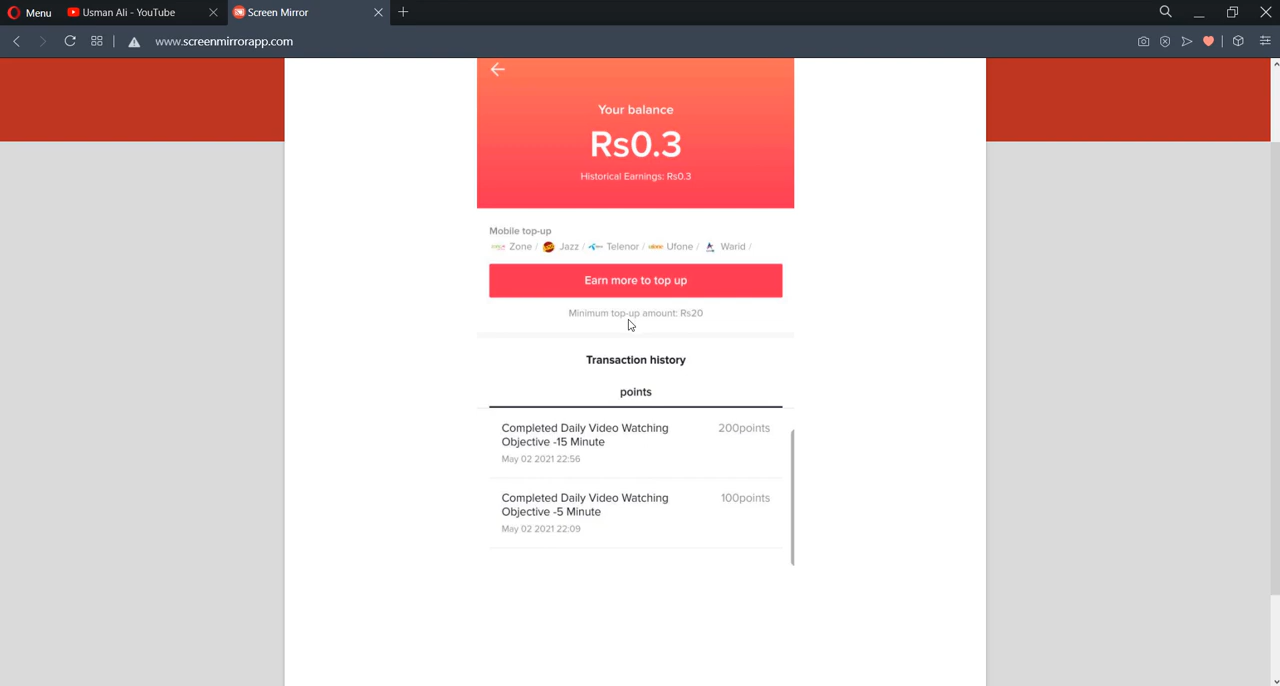 Menu
Usman Ali - YouTube
Screen Mirror
www.screenmirrorapp.com
Your balance
Rs0.3
Historical Earnings: Rs0.3
Mobile top-up
Zone / Jazz / Telenor / ufone Ufone / Warid /
Earn more to top up
Minimum top-up amount: Rs20
Transaction history
points
Completed Daily Video Watching 200points
Objective -15 Minute
May 02 2021 22:56
Completed Daily Video Watching 100points
Objective -5 Minute
May 02 2021 22:09